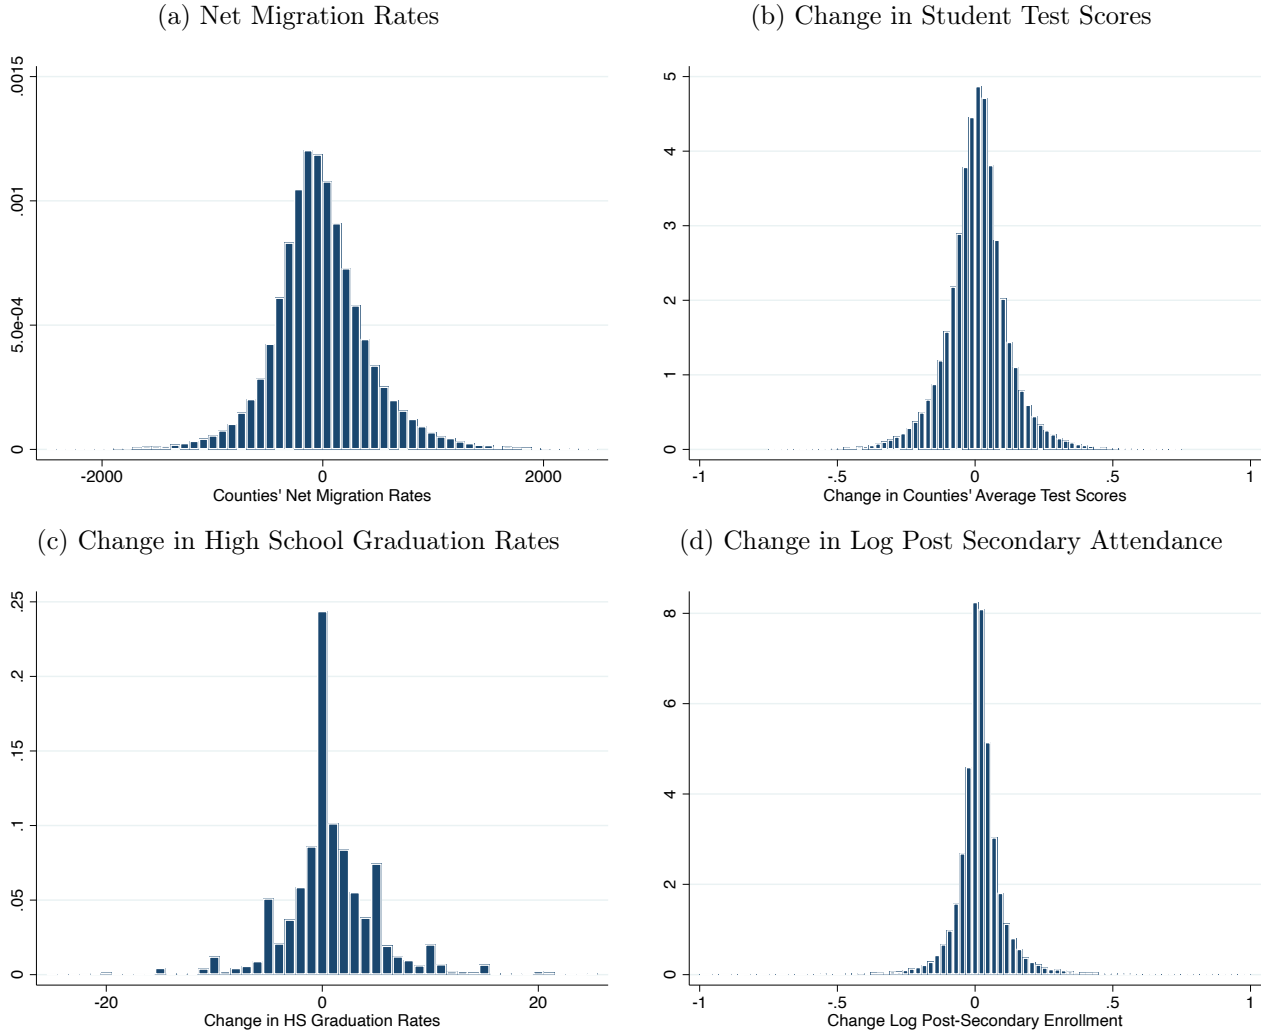 (a) Net Migration Rates
.0015
.001
5.0e-04
0
-2000 0 2000
Counties' Net Migration Rates
(b) Change in Student Test Scores
5
4
3
2
1
0
-1 -.5 0 .5 1
Change in Counties' Average Test Scores
(c) Change in High School Graduation Rates
.25
.2
.15
.1
.05
0
-20 0 20
Change in HS Graduation Rates
(d) Change in Log Post Secondary Attendance
8
6
4
2
0
-1 -.5 0 .5 1
Change Log Post-Secondary Enrollment